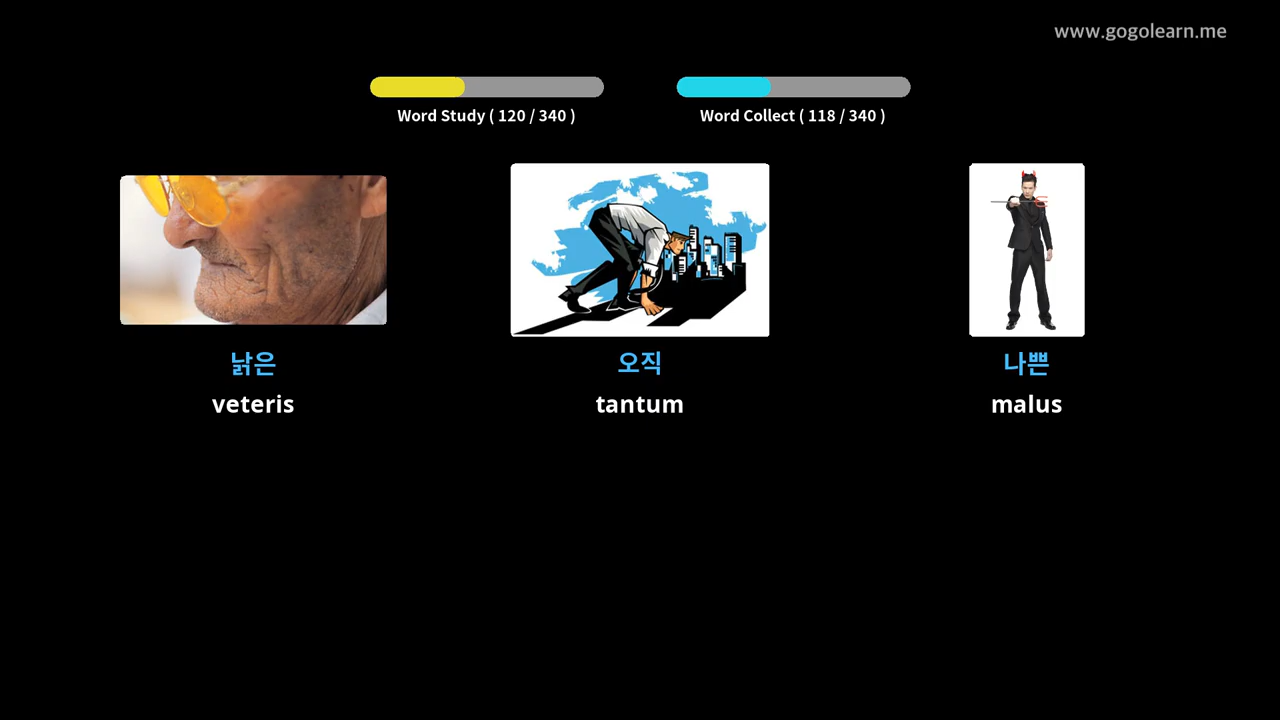 www.gogolearn.me
Word Study ( 120 / 340 )
Word Collect ( 118 / 340 )
낡은
오직
나쁜
veteris
tantum
malus